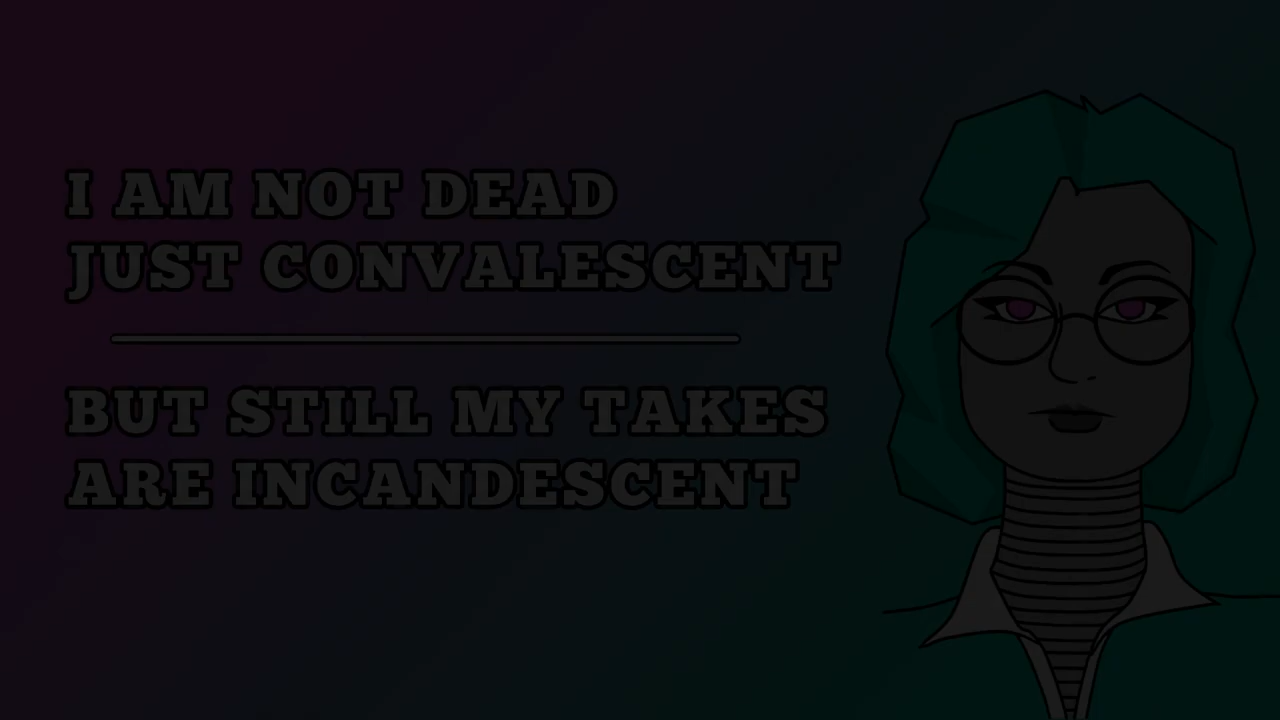 I AM NOT DEAD
JUST CONVALESCENT
BUT STILL MY TAKES
ARE INCANDESCENT